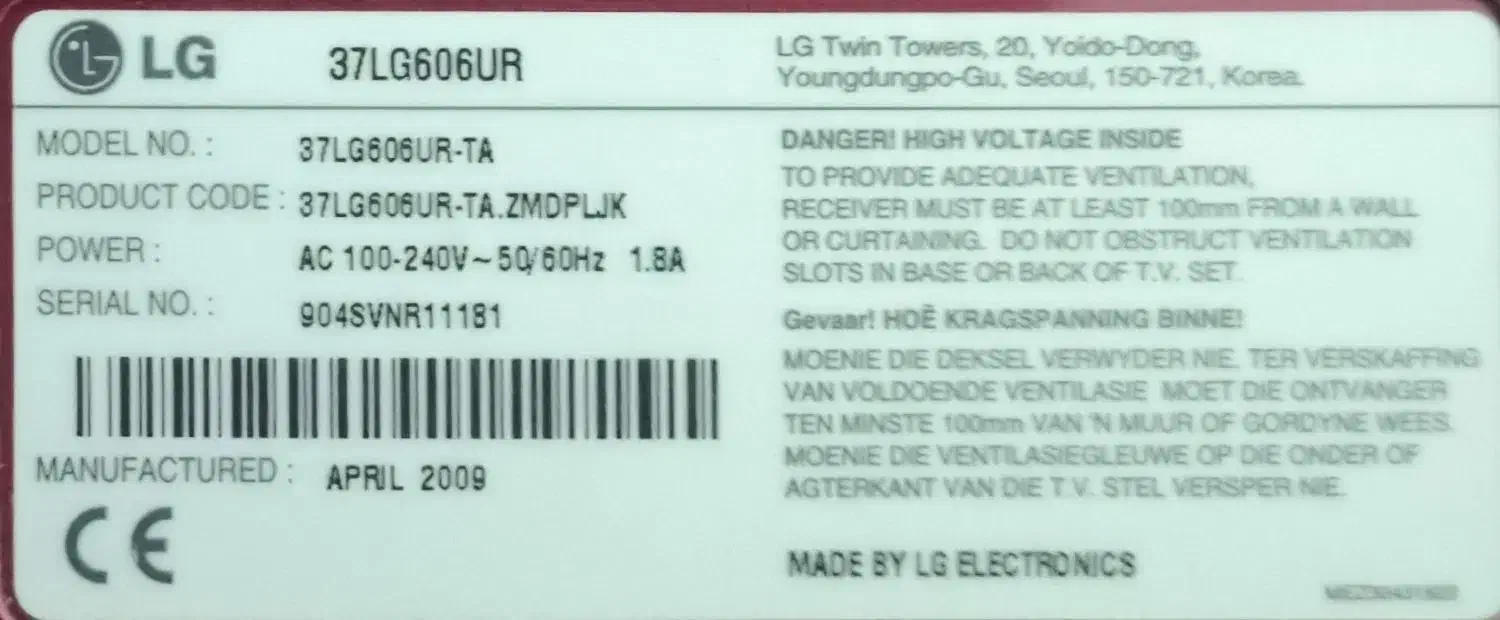 LG 37LG606UR
LG Twin Towers, 20, Yoido-Dong,
Youngdungpo-Gu, Seoul, 150-721, Korea.
MODEL NO. : 37LG606UR-TA
PRODUCT CODE : 37LG606UR-TA.ZMDPLJK
POWER : AC 100-240V~50/60Hz 1.8A
SERIAL NO. : 904SVNR11181
MANUFACTURED : APRIL 2009
CE
DANGER! HIGH VOLTAGE INSIDE
TO PROVIDE ADEQUATE VENTILATION,
RECEIVER MUST BE AT LEAST 100mm FROM A WALL
OR CURTAINING. DO NOT OBSTRUCT VENTILATION
SLOTS IN BASE OR BACK OF T.V. SET.
Gevaar! HOË KRAGSPANNING BINNE!
MOENIE DIE DEKSEL VERWYDER NIE. TER VERSKAFFING
VAN VOLDOENDE VENTILASIE MOET DIE ONTVANGER
TEN MINSTE 100mm VAN 'N MUUR OF GORDYNE WEES.
MOENIE DIE VENTILASIEGLEUWE OP DIE ONDER OF
AGTERKANT VAN DIE T.V. STEL VERSPER NIE.
MADE BY LG ELECTRONICS